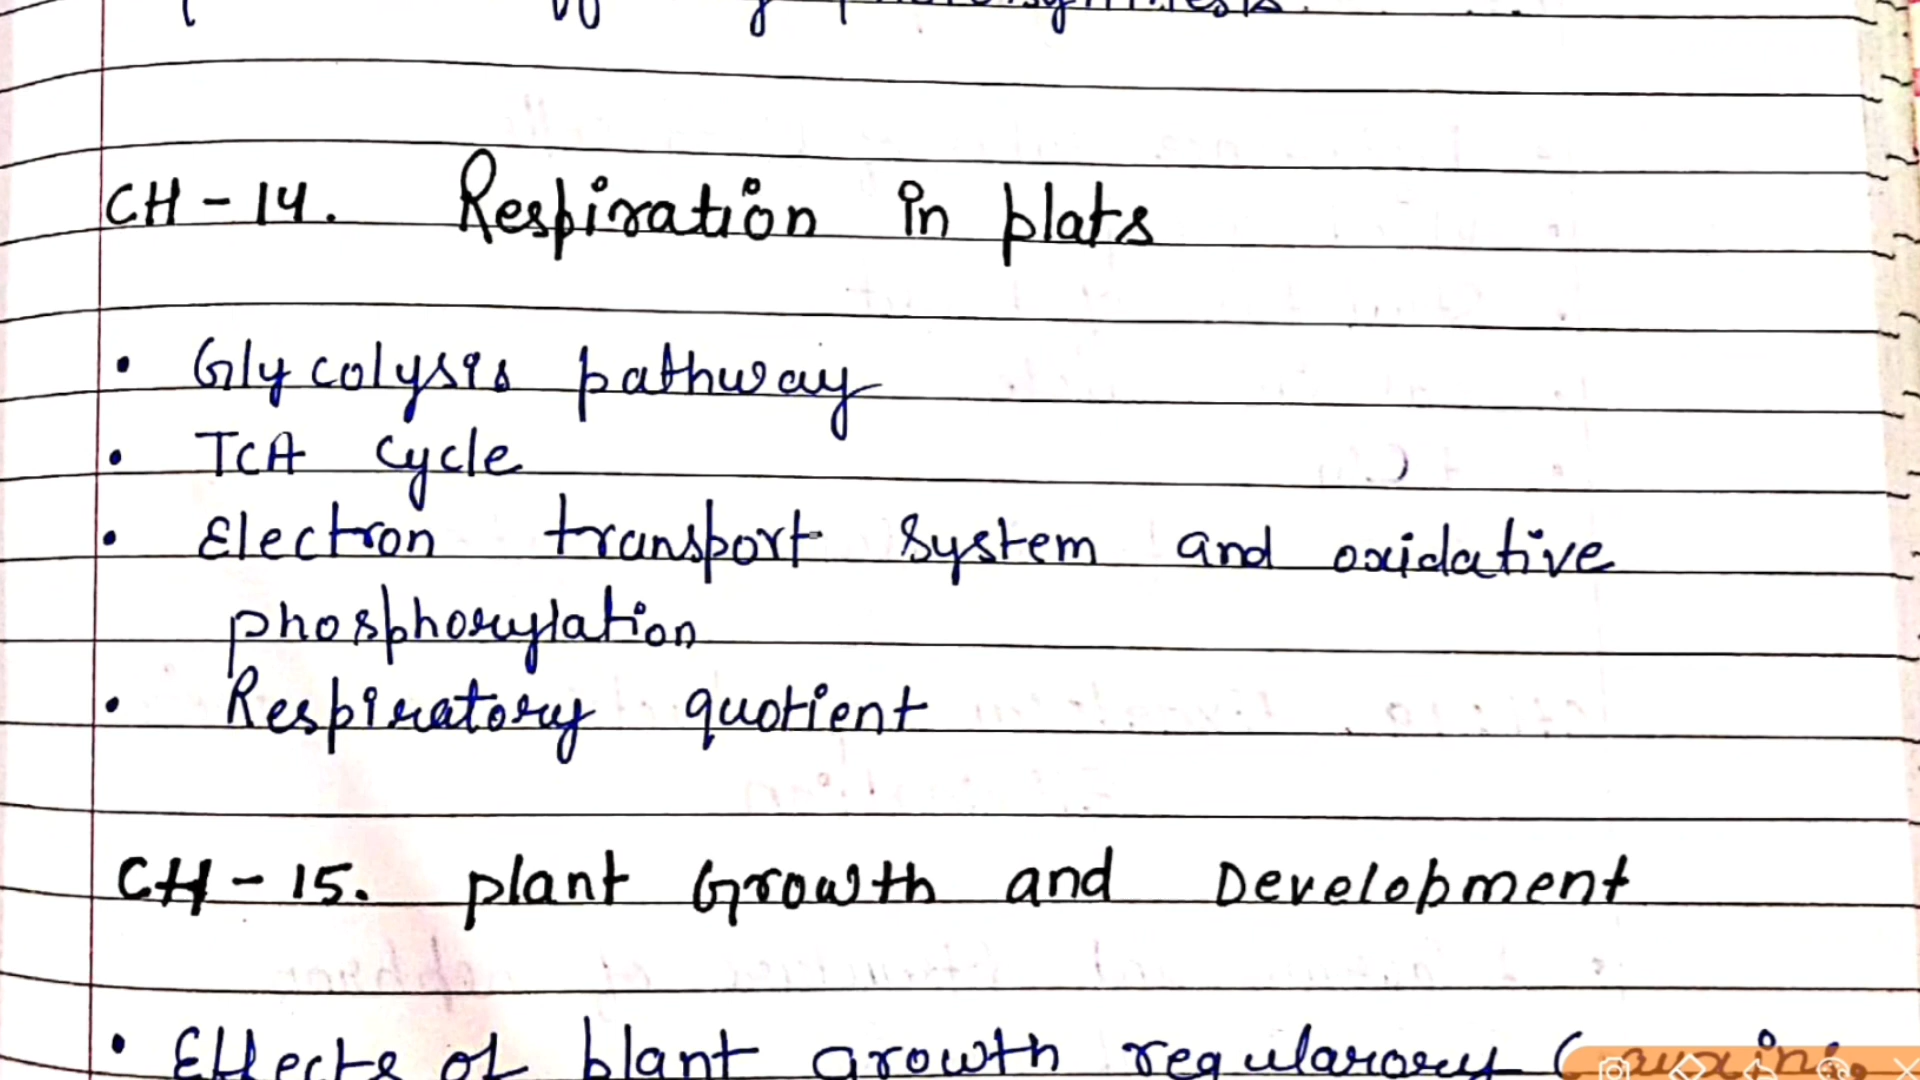 CH - 14. Respiration in plats
• Glycolysis pathway
• TCA cycle
• Electron transport system and oxidative
phosphorylation
• Respiratory quotient
CH - 15. plant Growth and Development
• Effects of plant growth